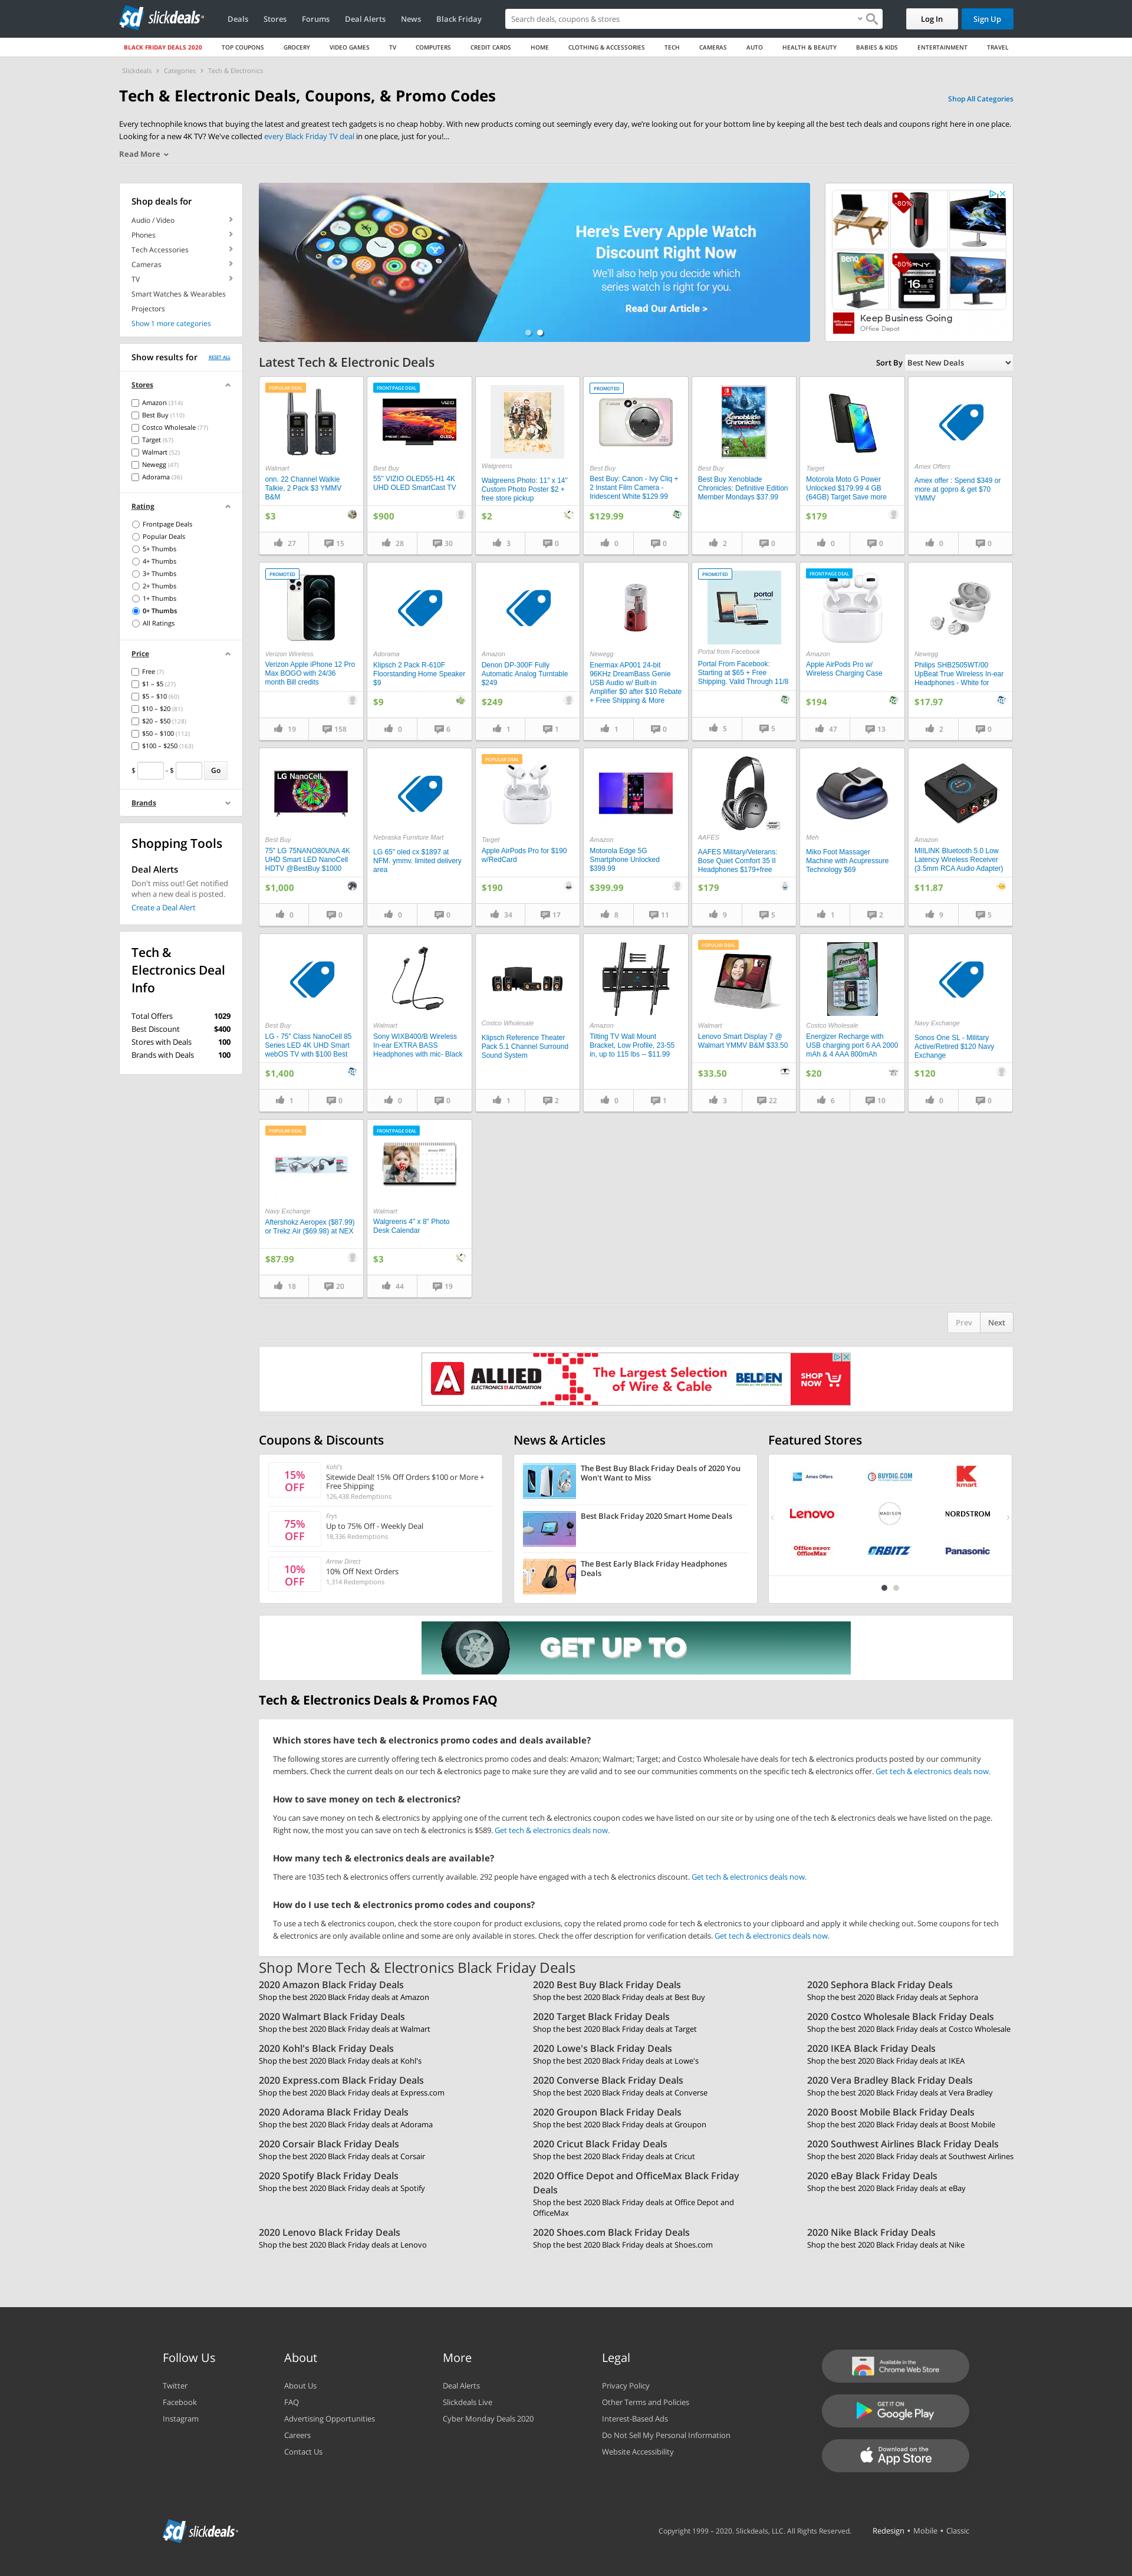 sd slickdeals
Deals Stores Forums Deal Alerts News Black Friday
Search deals, coupons & stores
Log In Sign Up
BLACK FRIDAY DEALS 2020 TOP COUPONS GROCERY VIDEO GAMES TV COMPUTERS CREDIT CARDS HOME CLOTHING & ACCESSORIES TECH CAMERAS AUTO HEALTH & BEAUTY BABIES & KIDS ENTERTAINMENT TRAVEL
Slickdeals › Categories › Tech & Electronics
Tech & Electronic Deals, Coupons, & Promo Codes
Shop All Categories
Every technophile knows that buying the latest and greatest tech gadgets is no cheap feat. With new products coming out seemingly every day, we're looking out for your bottom line by keeping all the best tech deals and coupons right here in one place.
Looking for a new 4K TV? We've collected every Black Friday TV deal in one place, just for you!...
Read More
Shop deals for
Audio / Video
Phones
Tech Accessories
Cameras
TV
Smart Watches & Wearables
Projectors
Show 1 more categories
Show results for RESET ALL
Stores
Amazon (314)
Best Buy (110)
Costco Wholesale (77)
Target (67)
Walmart (52)
Newegg (47)
Adorama (36)
Rating
Frontpage Deals
Popular Deals
5+ Thumbs
4+ Thumbs
3+ Thumbs
2+ Thumbs
1+ Thumbs
0+ Thumbs
All Ratings
Price
Free (7)
$1 – $5 (27)
$5 – $10 (60)
$10 – $20 (81)
$20 – $50 (128)
$50 – $100 (112)
$100 – $250 (163)
$ - $ Go
Brands
Shopping Tools
Deal Alerts
Don't miss out! Get notified
when a new deal is posted.
Create a Deal Alert
Tech &
Electronics Deal
Info
Total Offers 1029
Best Discount $400
Stores with Deals 100
Brands with Deals 100
Here's Every Apple Watch
Discount Right Now
We'll also help you decide which
series watch is right for you.
Read Our Article >
-80%
-80%
BenQ
PNY
16
Keep Business Going
Office Depot
Latest Tech & Electronic Deals
Sort By Best New Deals
POPULAR DEAL
Walmart
onn. 22 Channel Walkie
Talkie, 2 Pack $3 YMMV
B&M
$3
27 15
FRONTPAGE DEAL
VIZIO
OLED
Best Buy
55" VIZIO OLED55-H1 4K
UHD OLED SmartCast TV
$900
28 30
Walgreens
Walgreens Photo: 11" x 14"
Custom Photo Poster $2 +
free store pickup
$2
3 0
PROMOTED
Best Buy
Best Buy: Canon - Ivy Cliq +
2 Instant Film Camera -
Iridescent White $129.99
$129.99
0 0
Xenoblade
Chronicles
Best Buy
Best Buy Xenoblade
Chronicles: Definitive Edition
Member Mondays $37.99
2 0
Target
Motorola Moto G Power
Unlocked $179.99 4 GB
(64GB) Target Save more
$179
0 0
Amex Offers
Amex offer : Spend $349 or
more at gopro & get $70
YMMV
0 0
PROMOTED
Verizon Wireless
Verizon Apple iPhone 12 Pro
Max BOGO with 24/36
month Bill credits
19 158
Adorama
Klipsch 2 Pack R-610F
Floorstanding Home Speaker
$9
$9
0 6
Amazon
Denon DP-300F Fully
Automatic Analog Turntable
$249
$249
1 1
Newegg
Enermax AP001 24-bit
96KHz DreamBass Genie
USB Audio w/ Built-in
Amplifier $0 after $10 Rebate
+ Free Shipping & More
1 0
PROMOTED
portal
Portal from Facebook
Portal From Facebook:
Starting at $65 + Free
Shipping. Valid Through 11/8
5 5
FRONTPAGE DEAL
Amazon
Apple AirPods Pro w/
Wireless Charging Case
$194
47 13
Newegg
Philips SHB2505WT/00
UpBeat True Wireless In-ear
Headphones - White for
$17.97
2 0
LG NanoCell
Best Buy
75" LG 75NANO80UNA 4K
UHD Smart LED NanoCell
HDTV @BestBuy $1000
$1,000
0 0
Nebraska Furniture Mart
LG 65" oled cx $1897 at
NFM. ymmv. limited delivery
area
0 0
POPULAR DEAL
Target
Apple AirPods Pro for $190
w/RedCard
$190
34 17
Amazon
Motorola Edge 5G
Smartphone Unlocked
$399.99
$399.99
8 11
AAFES
AAFES Military/Veterans:
Bose Quiet Comfort 35 II
Headphones $179+free
$179
9 5
Meh
Miko Foot Massager
Machine with Acupressure
Technology $69
1 2
Amazon
MIILINK Bluetooth 5.0 Low
Latency Wireless Receiver
(3.5mm RCA Audio Adapter)
$11.87
9 5
Best Buy
LG - 75" Class NanoCell 85
Series LED 4K UHD Smart
webOS TV with $100 Best
$1,400
1 0
Walmart
Sony WIXB400/B Wireless
In-ear EXTRA BASS
Headphones with mic- Black
0 0
Costco Wholesale
Klipsch Reference Theater
Pack 5.1 Channel Surround
Sound System
1 2
Amazon
Tilting TV Wall Mount
Bracket, Low Profile, 23-55
in, up to 115 lbs -- $11.99
0 1
POPULAR DEAL
Walmart
Lenovo Smart Display 7 @
Walmart YMMV B&M $33.50
$33.50
3 22
Energizer
Costco Wholesale
Energizer Recharge with
USB charging port 6 AA 2000
mAh & 4 AAA 800mAh
$20
6 10
Navy Exchange
Sonos One SL - Military
Active/Retired $120 Navy
Exchange
$120
0 0
POPULAR DEAL
Navy Exchange
Aftershokz Aeropex ($87.99)
or Trekz Air ($69.98) at NEX
$87.99
18 20
FRONTPAGE DEAL
Walmart
Walgreens 4" x 8" Photo
Desk Calendar
$3
44 19
Prev Next
A ALLIED
ELECTRONICS & AUTOMATION
The Largest Selection
of Wire & Cable
BELDEN
SHOP
NOW
Coupons & Discounts
15%
OFF
Kohl's
Sitewide Deal! 15% Off Orders $100 or More +
Free Shipping
126,438 Redemptions
75%
OFF
Frys
Up to 75% Off - Weekly Deal
18,336 Redemptions
10%
OFF
Arrow Direct
10% Off Next Orders
1,314 Redemptions
News & Articles
The Best Buy Black Friday Deals of 2020 You
Won't Want to Miss
Best Black Friday 2020 Smart Home Deals
The Best Early Black Friday Headphones
Deals
Featured Stores
Amex Offers BUYDIG.COM kmart
Lenovo MADISON NORDSTROM
Office DEPOT OfficeMax ORBITZ Panasonic
GET UP TO
Tech & Electronics Deals & Promos FAQ
Which stores have tech & electronics promo codes and deals available?
The following stores are currently offering tech & electronics promo codes and deals: Amazon; Walmart; Target; and Costco Wholesale have deals for tech & electronics products posted by our community
members. Check the current deals on our tech & electronics page to make sure they are valid and to see our communities comments on the specific tech & electronics offer. Get tech & electronics deals now.
How to save money on tech & electronics?
You can save money on tech & electronics by applying one of the current tech & electronics coupon codes we have listed on our site or by using one of the tech & electronics deals we have listed on the page.
Right now, the most you can save on tech & electronics is $589. Get tech & electronics deals now.
How many tech & electronics deals are available?
There are 1035 tech & electronics offers currently available. 292 people have engaged with a tech & electronics discount. Get tech & electronics deals now.
How do I use tech & electronics promo codes and coupons?
To use a tech & electronics coupon, check the store coupon for product exclusions, copy the related promo code for tech & electronics to your clipboard and apply it while checking out. Some coupons for tech
& electronics are only available online and some are only available in stores. Check the offer description for verification details. Get tech & electronics deals now.
Shop More Tech & Electronics Black Friday Deals
2020 Amazon Black Friday Deals
Shop the best 2020 Black Friday deals at Amazon
2020 Best Buy Black Friday Deals
Shop the best 2020 Black Friday deals at Best Buy
2020 Sephora Black Friday Deals
Shop the best 2020 Black Friday deals at Sephora
2020 Walmart Black Friday Deals
Shop the best 2020 Black Friday deals at Walmart
2020 Target Black Friday Deals
Shop the best 2020 Black Friday deals at Target
2020 Costco Wholesale Black Friday Deals
Shop the best 2020 Black Friday deals at Costco Wholesale
2020 Kohl's Black Friday Deals
Shop the best 2020 Black Friday deals at Kohl's
2020 Lowe's Black Friday Deals
Shop the best 2020 Black Friday deals at Lowe's
2020 IKEA Black Friday Deals
Shop the best 2020 Black Friday deals at IKEA
2020 Express.com Black Friday Deals
Shop the best 2020 Black Friday deals at Express.com
2020 Converse Black Friday Deals
Shop the best 2020 Black Friday deals at Converse
2020 Vera Bradley Black Friday Deals
Shop the best 2020 Black Friday deals at Vera Bradley
2020 Adorama Black Friday Deals
Shop the best 2020 Black Friday deals at Adorama
2020 Groupon Black Friday Deals
Shop the best 2020 Black Friday deals at Groupon
2020 Boost Mobile Black Friday Deals
Shop the best 2020 Black Friday deals at Boost Mobile
2020 Corsair Black Friday Deals
Shop the best 2020 Black Friday deals at Corsair
2020 Cricut Black Friday Deals
Shop the best 2020 Black Friday deals at Cricut
2020 Southwest Airlines Black Friday Deals
Shop the best 2020 Black Friday deals at Southwest Airlines
2020 Spotify Black Friday Deals
Shop the best 2020 Black Friday deals at Spotify
2020 Office Depot and OfficeMax Black Friday
Deals
Shop the best 2020 Black Friday deals at Office Depot and
OfficeMax
2020 eBay Black Friday Deals
Shop the best 2020 Black Friday deals at eBay
2020 Lenovo Black Friday Deals
Shop the best 2020 Black Friday deals at Lenovo
2020 Shoes.com Black Friday Deals
Shop the best 2020 Black Friday deals at Shoes.com
2020 Nike Black Friday Deals
Shop the best 2020 Black Friday deals at Nike
Follow Us
Twitter
Facebook
Instagram
About
About Us
FAQ
Advertising Opportunities
Careers
Contact Us
More
Deal Alerts
Slickdeals Live
Cyber Monday Deals 2020
Legal
Privacy Policy
Other Terms and Policies
Interest-Based Ads
Do Not Sell My Personal Information
Website Accessibility
Available in the
Chrome Web Store
GET IT ON
Google Play
Download on the
App Store
sd slickdeals
Copyright 1999 – 2020. Slickdeals, LLC. All Rights Reserved.
Redesign • Mobile • Classic